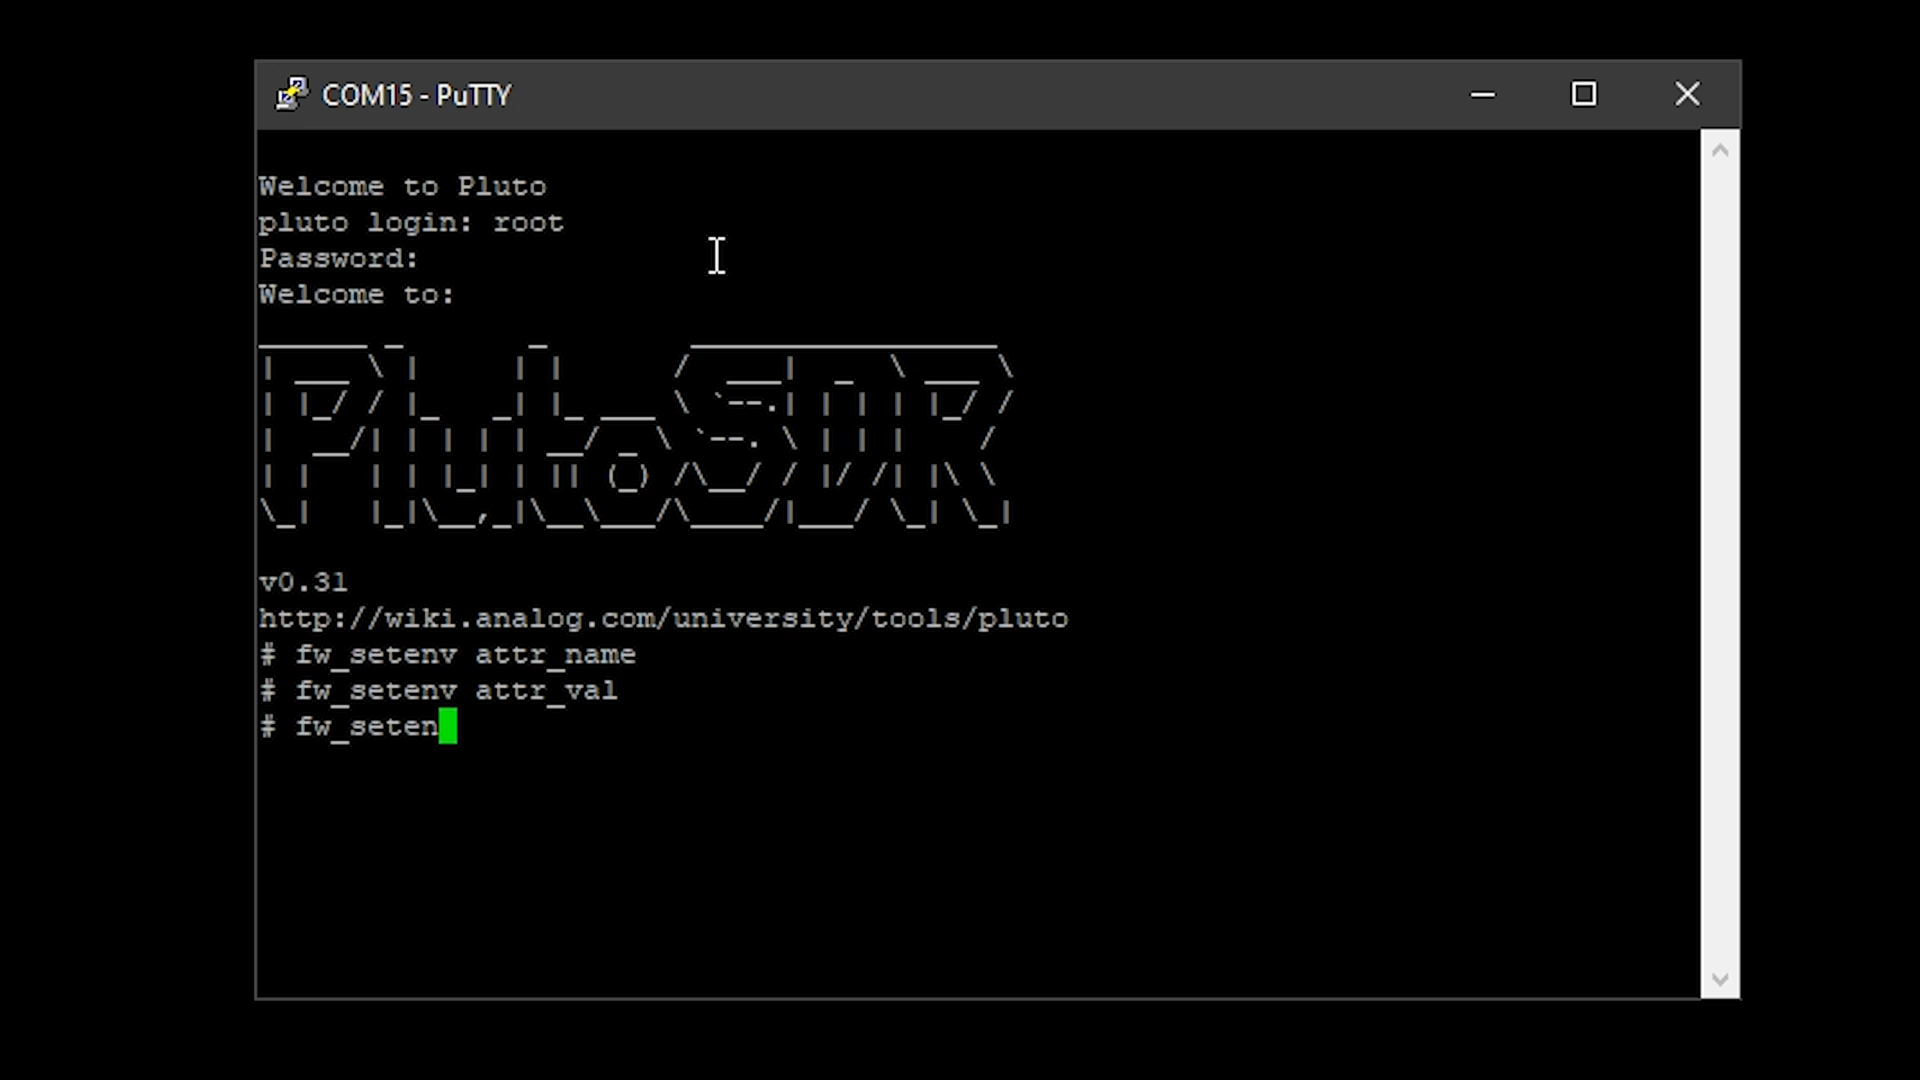 COM15 - PuTTY
Welcome to Pluto
pluto login: root
Password:
Welcome to:
PlutoSDR
v0.31
http://wiki.analog.com/university/tools/pluto
# fw_setenv attr_name
# fw_setenv attr_val
# fw_seten